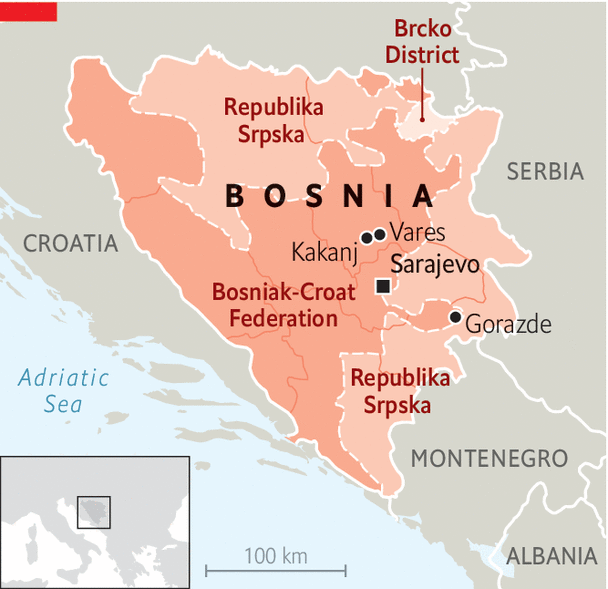 Brcko
District
Republika
Srpska
SERBIA
BOSNIA
Vares
CROATIA
Kakanj
Sarajevo
Bosniak-Croat
Federation
Gorazde
Adriatic
Sea
Republika
Srpska
MONTENEGRO
100 km
ALBANIA